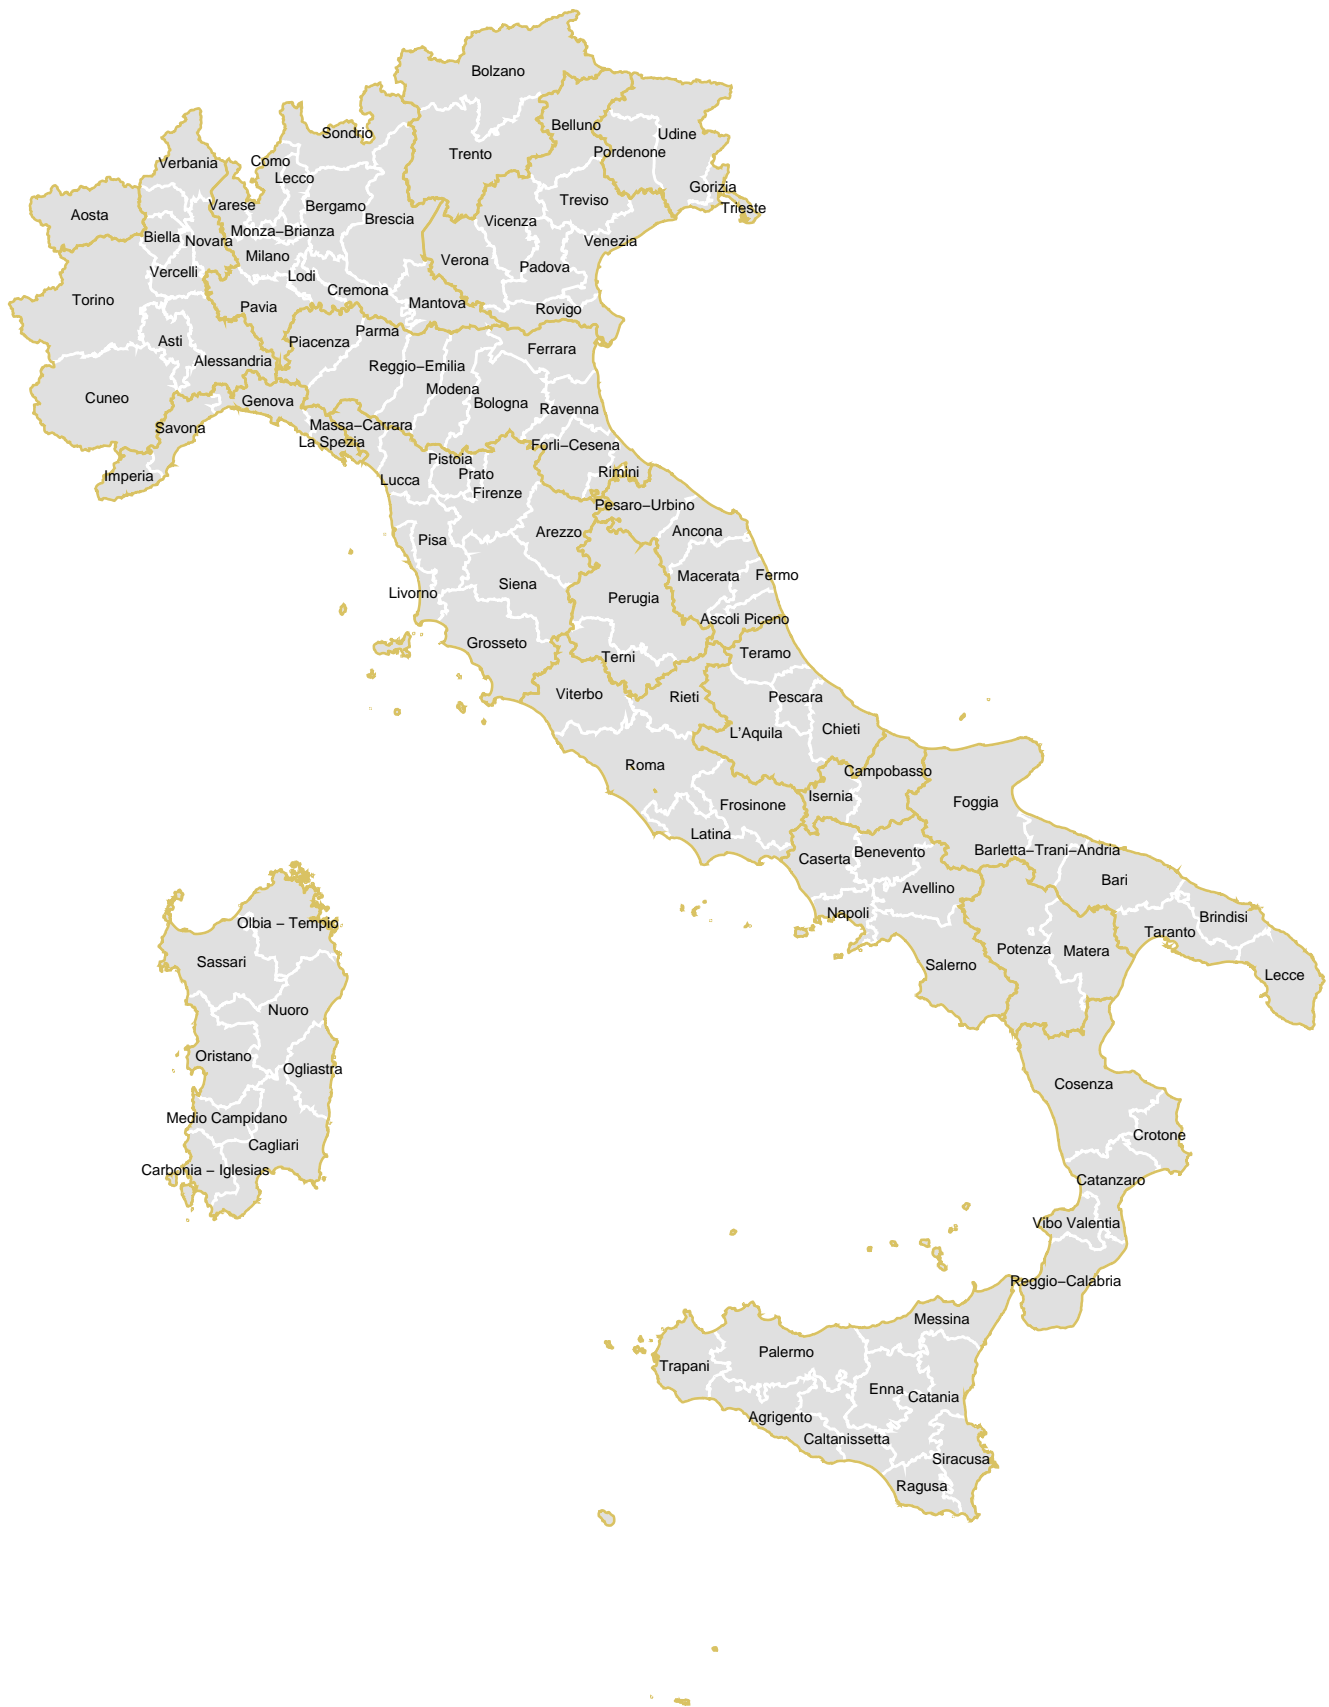 Bolzano
Belluno
Udine
Sondrio
Pordenone
Trento
Como
Verbania
Lecco
Gorizia
Treviso
Varese
Bergamo
Trieste
Aosta
Brescia
Vicenza
Monza−Brianza
Biella
Novara
Venezia
Milano
Verona
Padova
Vercelli
Lodi
Cremona
Torino
Mantova
Pavia
Rovigo
Parma
Asti
Piacenza
Ferrara
Alessandria
Reggio−Emilia
Modena
Cuneo
Genova
Bologna
Ravenna
Savona
Massa−Carrara
La Spezia
Forli−Cesena
Pistoia
Rimini
Imperia
Prato
Lucca
Firenze
Pesaro−Urbino
Arezzo
Ancona
Pisa
Macerata
Fermo
Siena
Livorno
Perugia
Ascoli Piceno
Grosseto
Teramo
Terni
Viterbo
Rieti
Pescara
L'Aquila
Chieti
Roma
Campobasso
Isernia
Frosinone
Foggia
Latina
Barletta−Trani−Andria
Caserta
Benevento
Bari
Avellino
Napoli
Brindisi
Olbia − Tempio
Taranto
Potenza
Matera
Sassari
Salerno
Lecce
Nuoro
Oristano
Ogliastra
Cosenza
Medio Campidano
Crotone
Cagliari
Carbonia − Iglesias
Catanzaro
Vibo Valentia
Reggio−Calabria
Messina
Palermo
Trapani
Enna
Catania
Agrigento
Caltanissetta
Siracusa
Ragusa